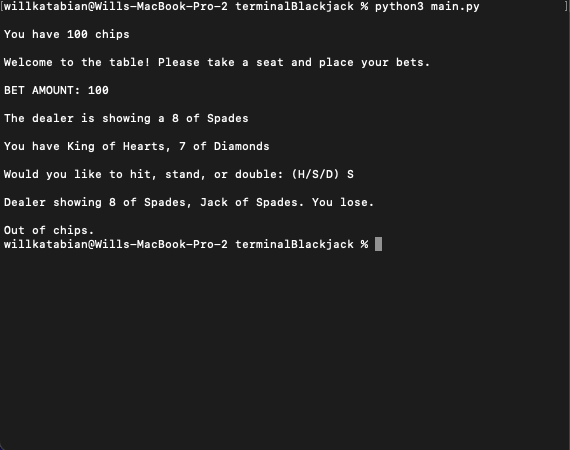 [willkatabian@Wills-MacBook-Pro-2 terminalBlackjack % python3 main.py ]
You have 100 chips
Welcome to the table! Please take a seat and place your bets.
BET AMOUNT: 100
The dealer is showing a 8 of Spades
You have King of Hearts, 7 of Diamonds
Would you like to hit, stand, or double: (H/S/D) S
Dealer showing 8 of Spades, Jack of Spades. You lose.
Out of chips.
willkatabian@Wills-MacBook-Pro-2 terminalBlackjack %